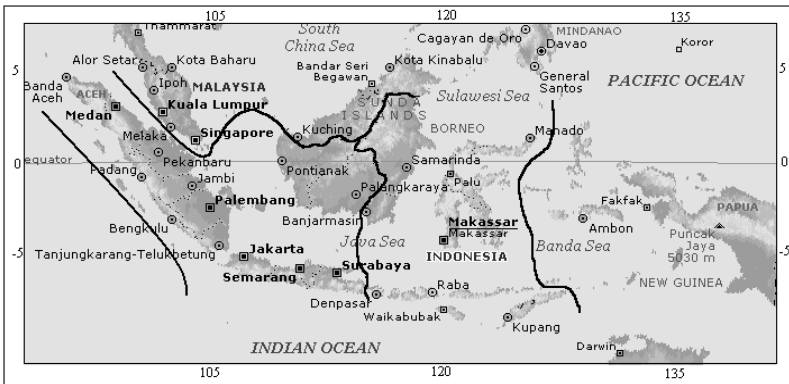 105
120
135
Thammarat
South
China Sea
Cagayan de Oro
MINDANAO
Davao
Koror
Alor Setar
Kota Baharu
Kota Kinabalu
5
5
Bandar Seri
Begawan
General
Santos
PACIFIC OCEAN
Banda
Aceh
ACEH
Ipoh
MALAYSIA
Sulawesi Sea
Medan
Kuala Lumpur
SUNDA
ISLANDS
Melaka
Singapore
Kuching
BORNEO
Manado
0
equator
Pekanbaru
Samarinda
0
Padang
Jambi
Pontianak
Palu
Palembang
Palangkaraya
Fakfak
PAPUA
Bengkulu
Banjarmasin
Makassar
Makassar
Ambon
Puncak
Jaya
5030 m
Tanjungkarang-Telukbetung
Jakarta
Java Sea
INDONESIA
Banda Sea
-5
-5
Semarang
Surabaya
NEW GUINEA
Denpasar
Raba
Waikabubak
Kupang
INDIAN OCEAN
Darwin
105
120
135